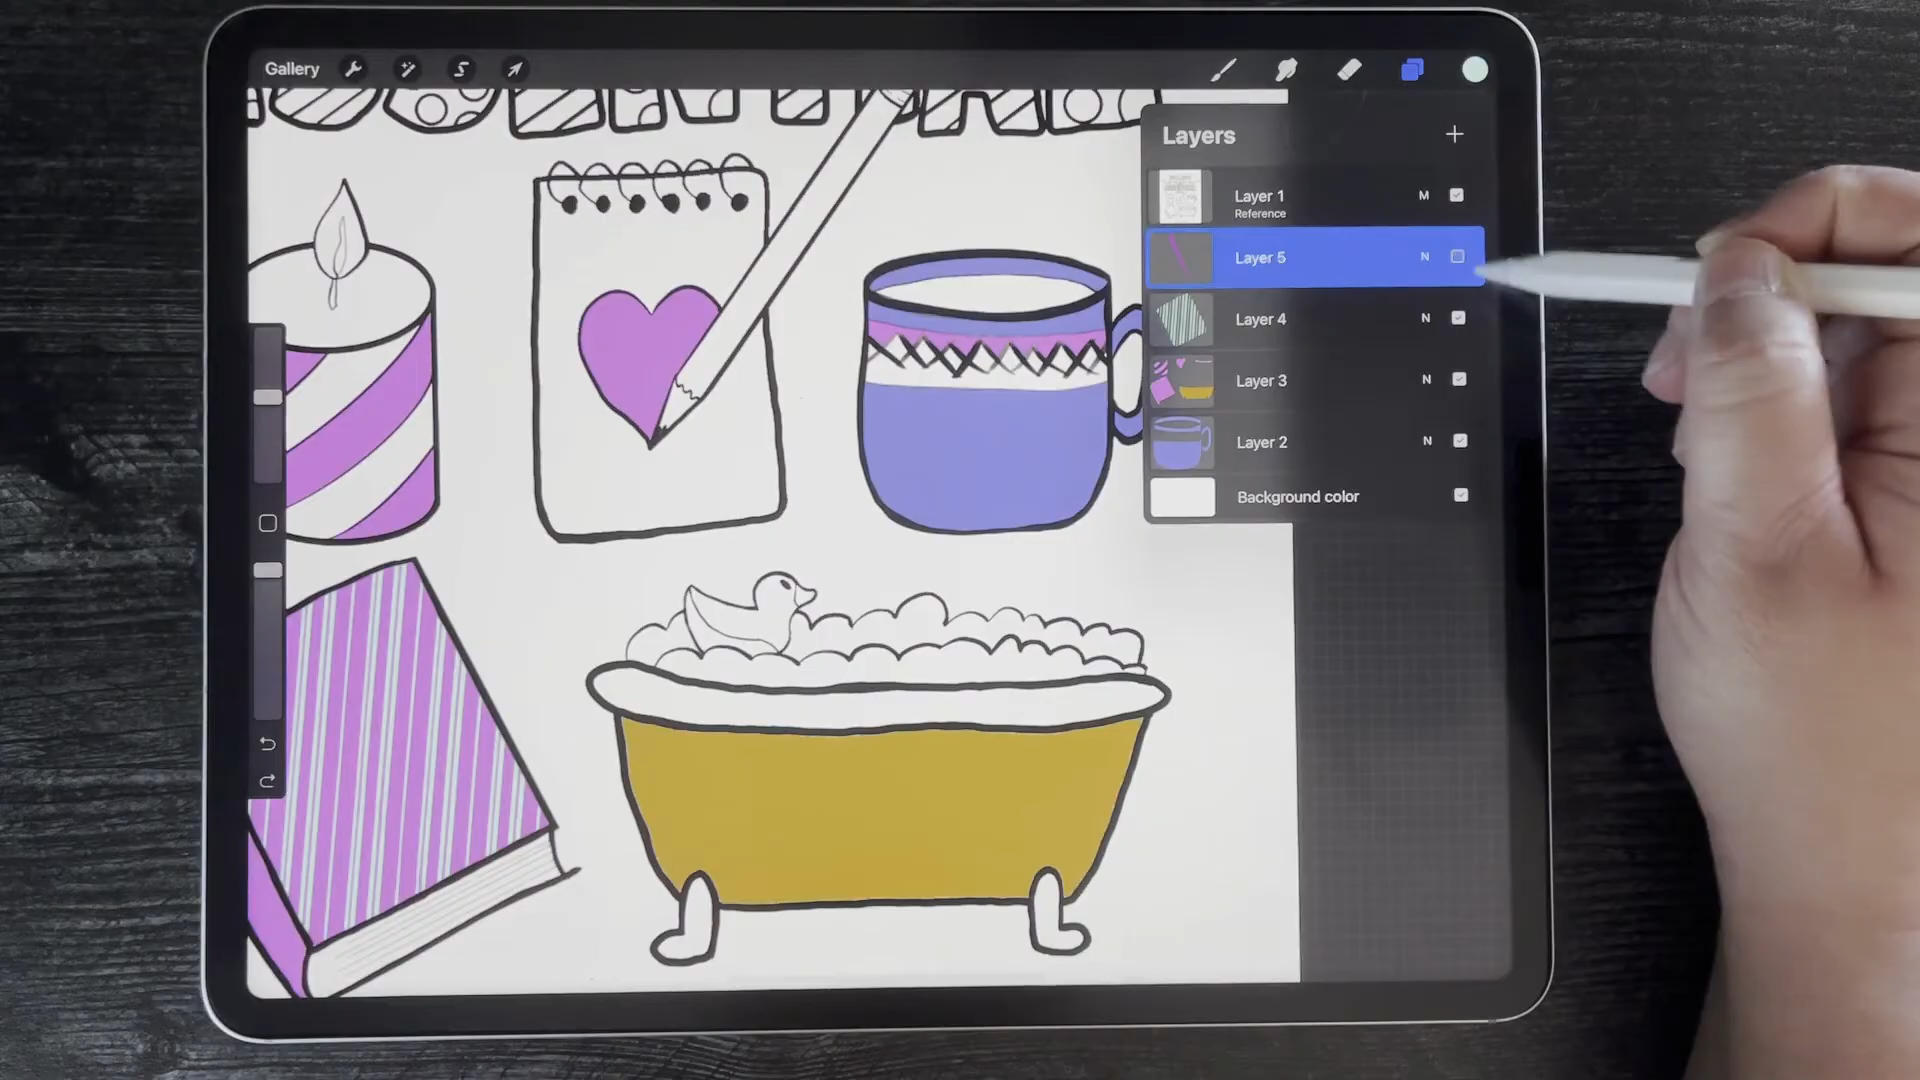 Gallery
Layers
Layer 1 M
Reference
Layer 5 N
Layer 4 N
Layer 3 N
Layer 2 N
Background color